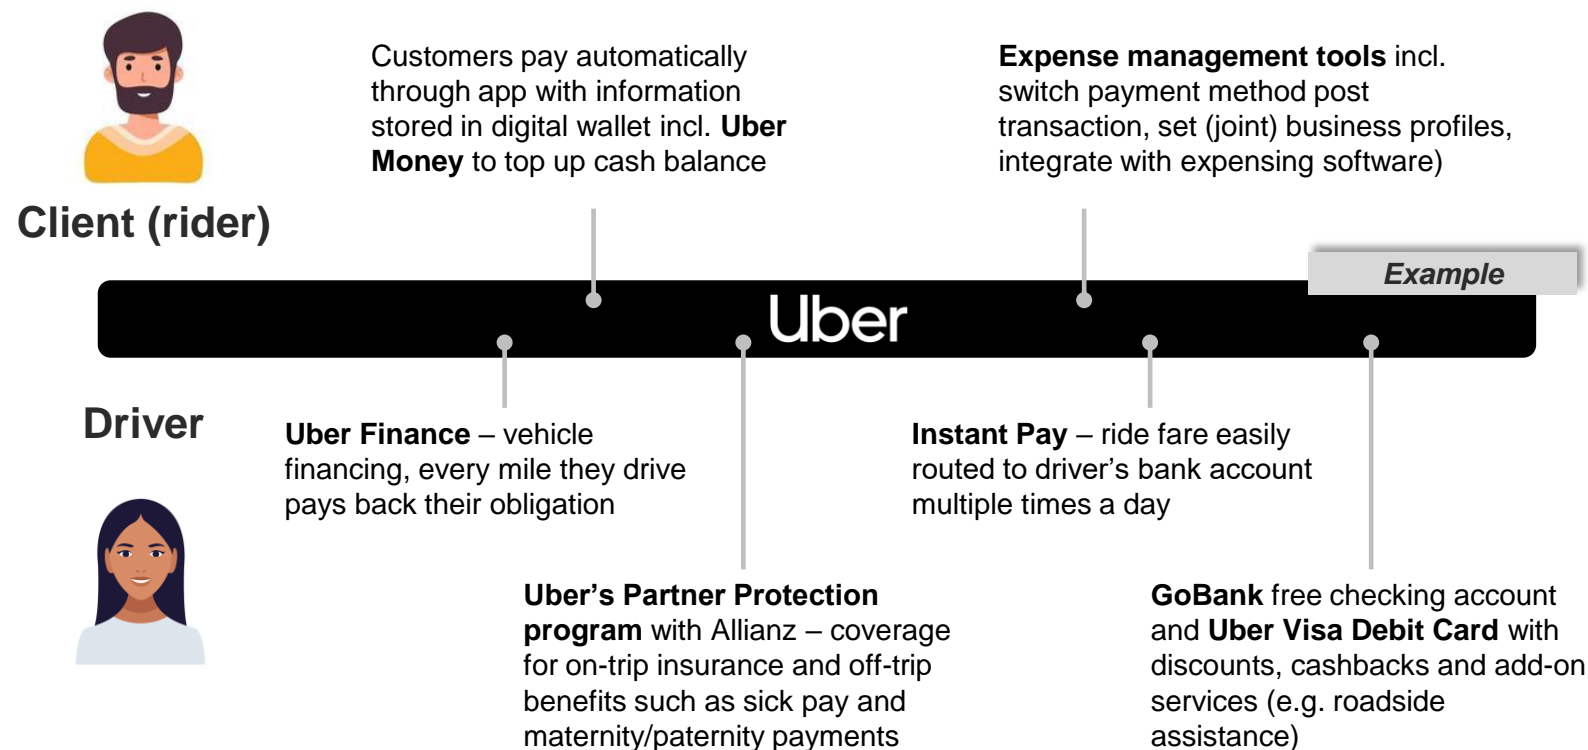 Customers pay automatically
through app with information
stored in digital wallet incl. Uber
Money to top up cash balance
Expense management tools incl.
switch payment method post
transaction, set (joint) business profiles,
integrate with expensing software)
Client (rider)
Example
Uber
Driver
Uber Finance – vehicle
financing, every mile they drive
pays back their obligation
Instant Pay – ride fare easily
routed to driver's bank account
multiple times a day
Uber's Partner Protection
program with Allianz – coverage
for on-trip insurance and off-trip
benefits such as sick pay and
maternity/paternity payments
GoBank free checking account
and Uber Visa Debit Card with
discounts, cashbacks and add-on
services (e.g. roadside
assistance)